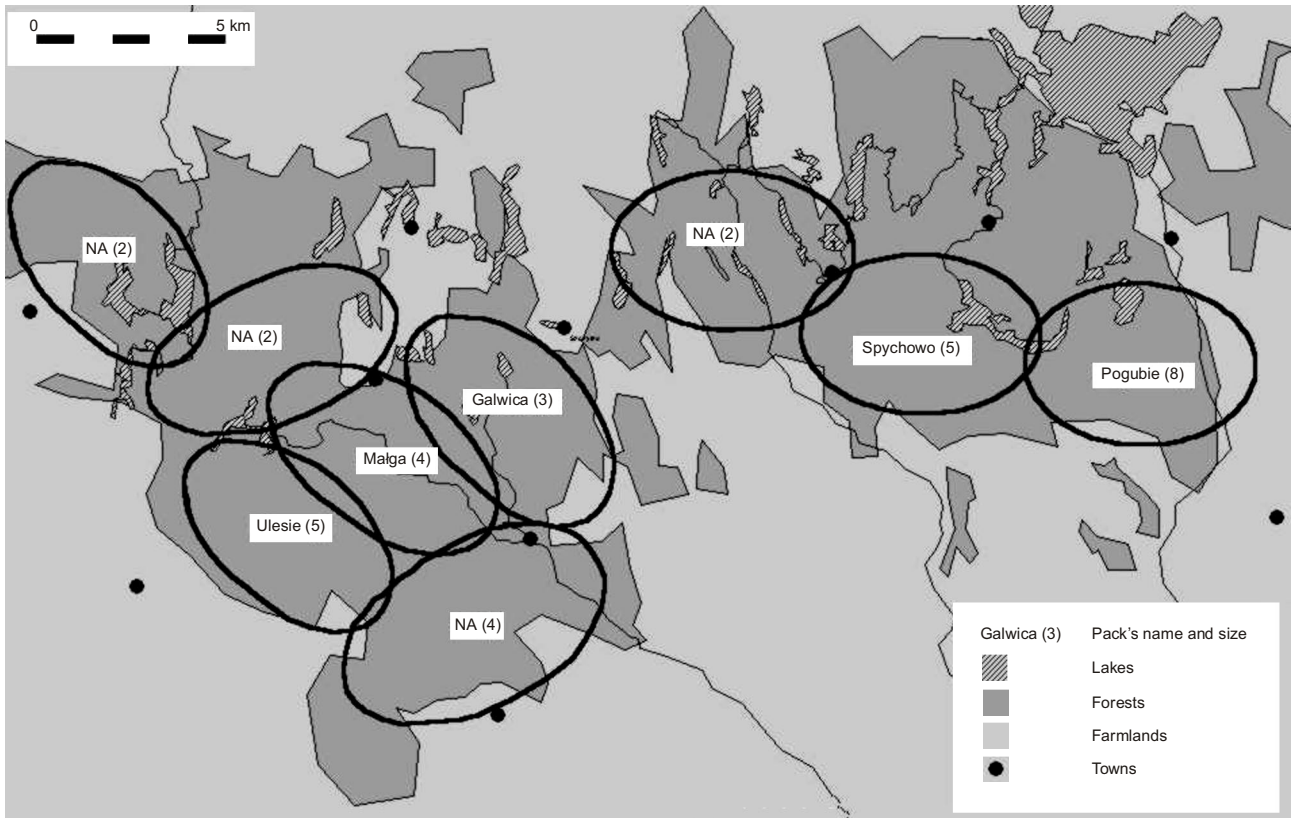 0 5 km
NA (2)
NA (2)
NA (2)
Spychowo (5)
Pogubie (8)
Galwica (3)
Małga (4)
Ulesie (5)
NA (4)
Galwica (3) Pack's name and size
Lakes
Forests
Farmlands
Towns